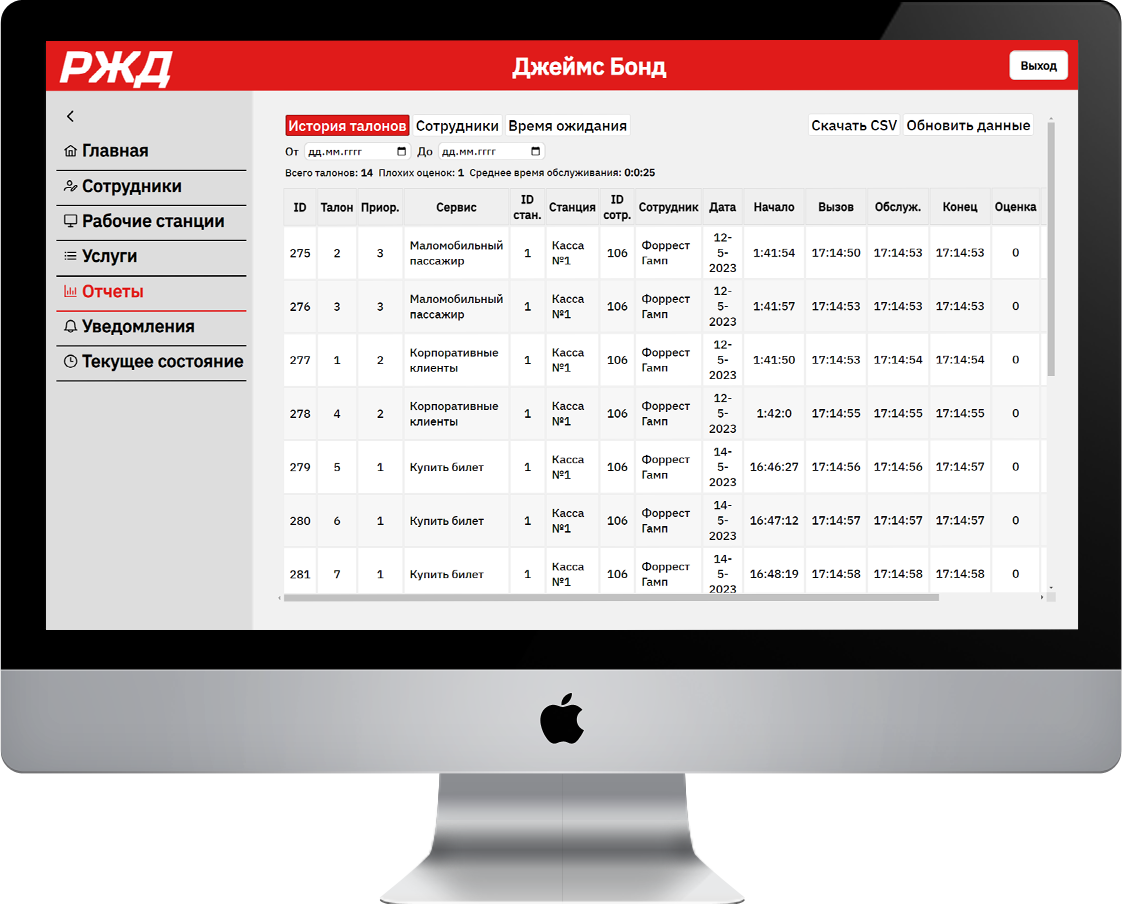 РЖД
Джеймс Бонд
Выход
Главная
Сотрудники
Рабочие станции
Услуги
Отчеты
Уведомления
Текущее состояние
История талонов Сотрудники Время ожидания Скачать CSV Обновить данные
От дд.мм.гггг До дд.мм.гггг
Всего талонов: 14 Плохих оценок: 1 Среднее время обслуживания: 0:0:25
ID Талон Приор. Сервис ID стан. Станция ID сотр. Сотрудник Дата Начало Вызов Обслуж. Конец Оценка
275 2 3 Маломобильный пассажир 1 Касса №1 106 Форрест Гамп 12-5-2023 1:41:54 17:14:50 17:14:53 17:14:53 0
276 3 3 Маломобильный пассажир 1 Касса №1 106 Форрест Гамп 12-5-2023 1:41:57 17:14:53 17:14:53 17:14:53 0
277 1 2 Корпоративные клиенты 1 Касса №1 106 Форрест Гамп 12-5-2023 1:41:50 17:14:53 17:14:54 17:14:54 0
278 4 2 Корпоративные клиенты 1 Касса №1 106 Форрест Гамп 12-5-2023 1:42:0 17:14:55 17:14:55 17:14:55 0
279 5 1 Купить билет 1 Касса №1 106 Форрест Гамп 14-5-2023 16:46:27 17:14:56 17:14:56 17:14:57 0
280 6 1 Купить билет 1 Касса №1 106 Форрест Гамп 14-5-2023 16:47:12 17:14:57 17:14:57 17:14:57 0
281 7 1 Купить билет 1 Касса №1 106 Форрест Гамп 14-5-2023 16:48:19 17:14:58 17:14:58 17:14:58 0